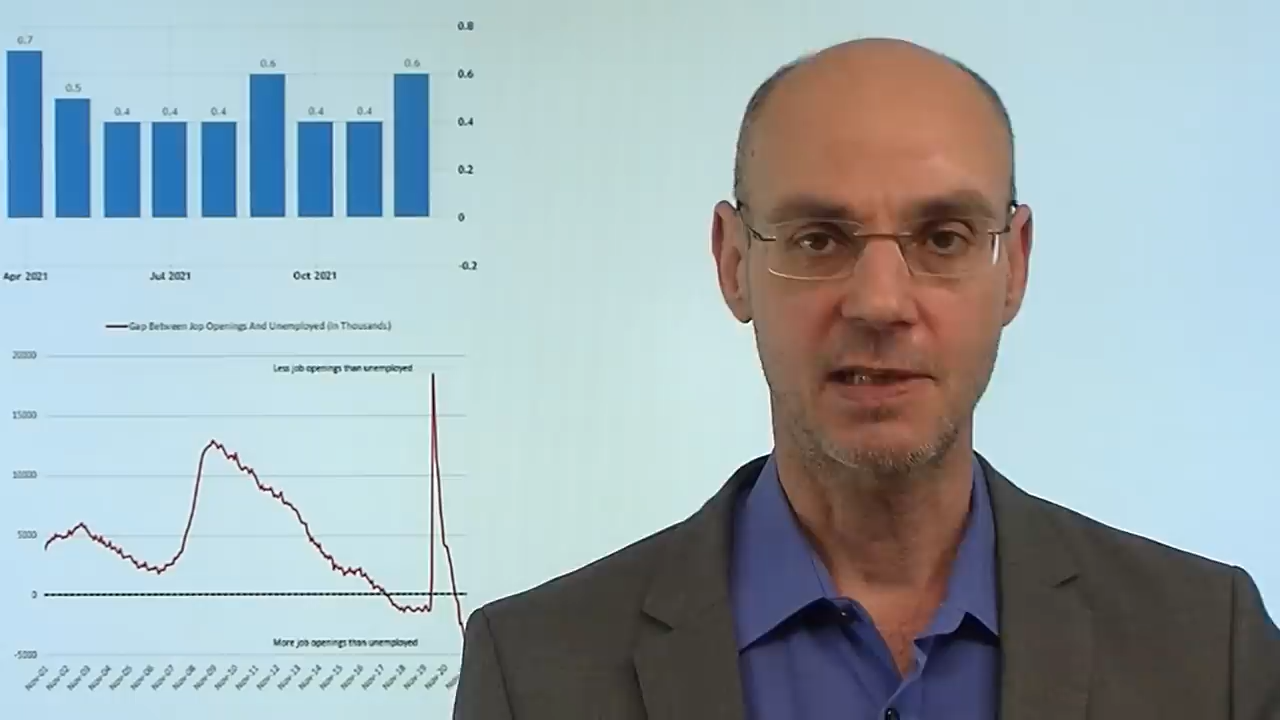 0.8
0.7
0.5
0.4
0.4
0.4
0.6
0.4
0.4
0.6
0.6
0.4
0.2
0
-0.2
Apr 2021
Jul 2021
Oct 2021
Gap Between Jop Openings And Unemployed (In Thousands)
20000
Less job openings than unemployed
15000
10000
5000
0
More job openings than unemployed
-5000
Nov-01
Nov-02
Nov-03
Nov-04
Nov-05
Nov-06
Nov-07
Nov-08
Nov-09
Nov-10
Nov-11
Nov-12
Nov-13
Nov-14
Nov-15
Nov-16
Nov-17
Nov-18
Nov-19
Nov-20